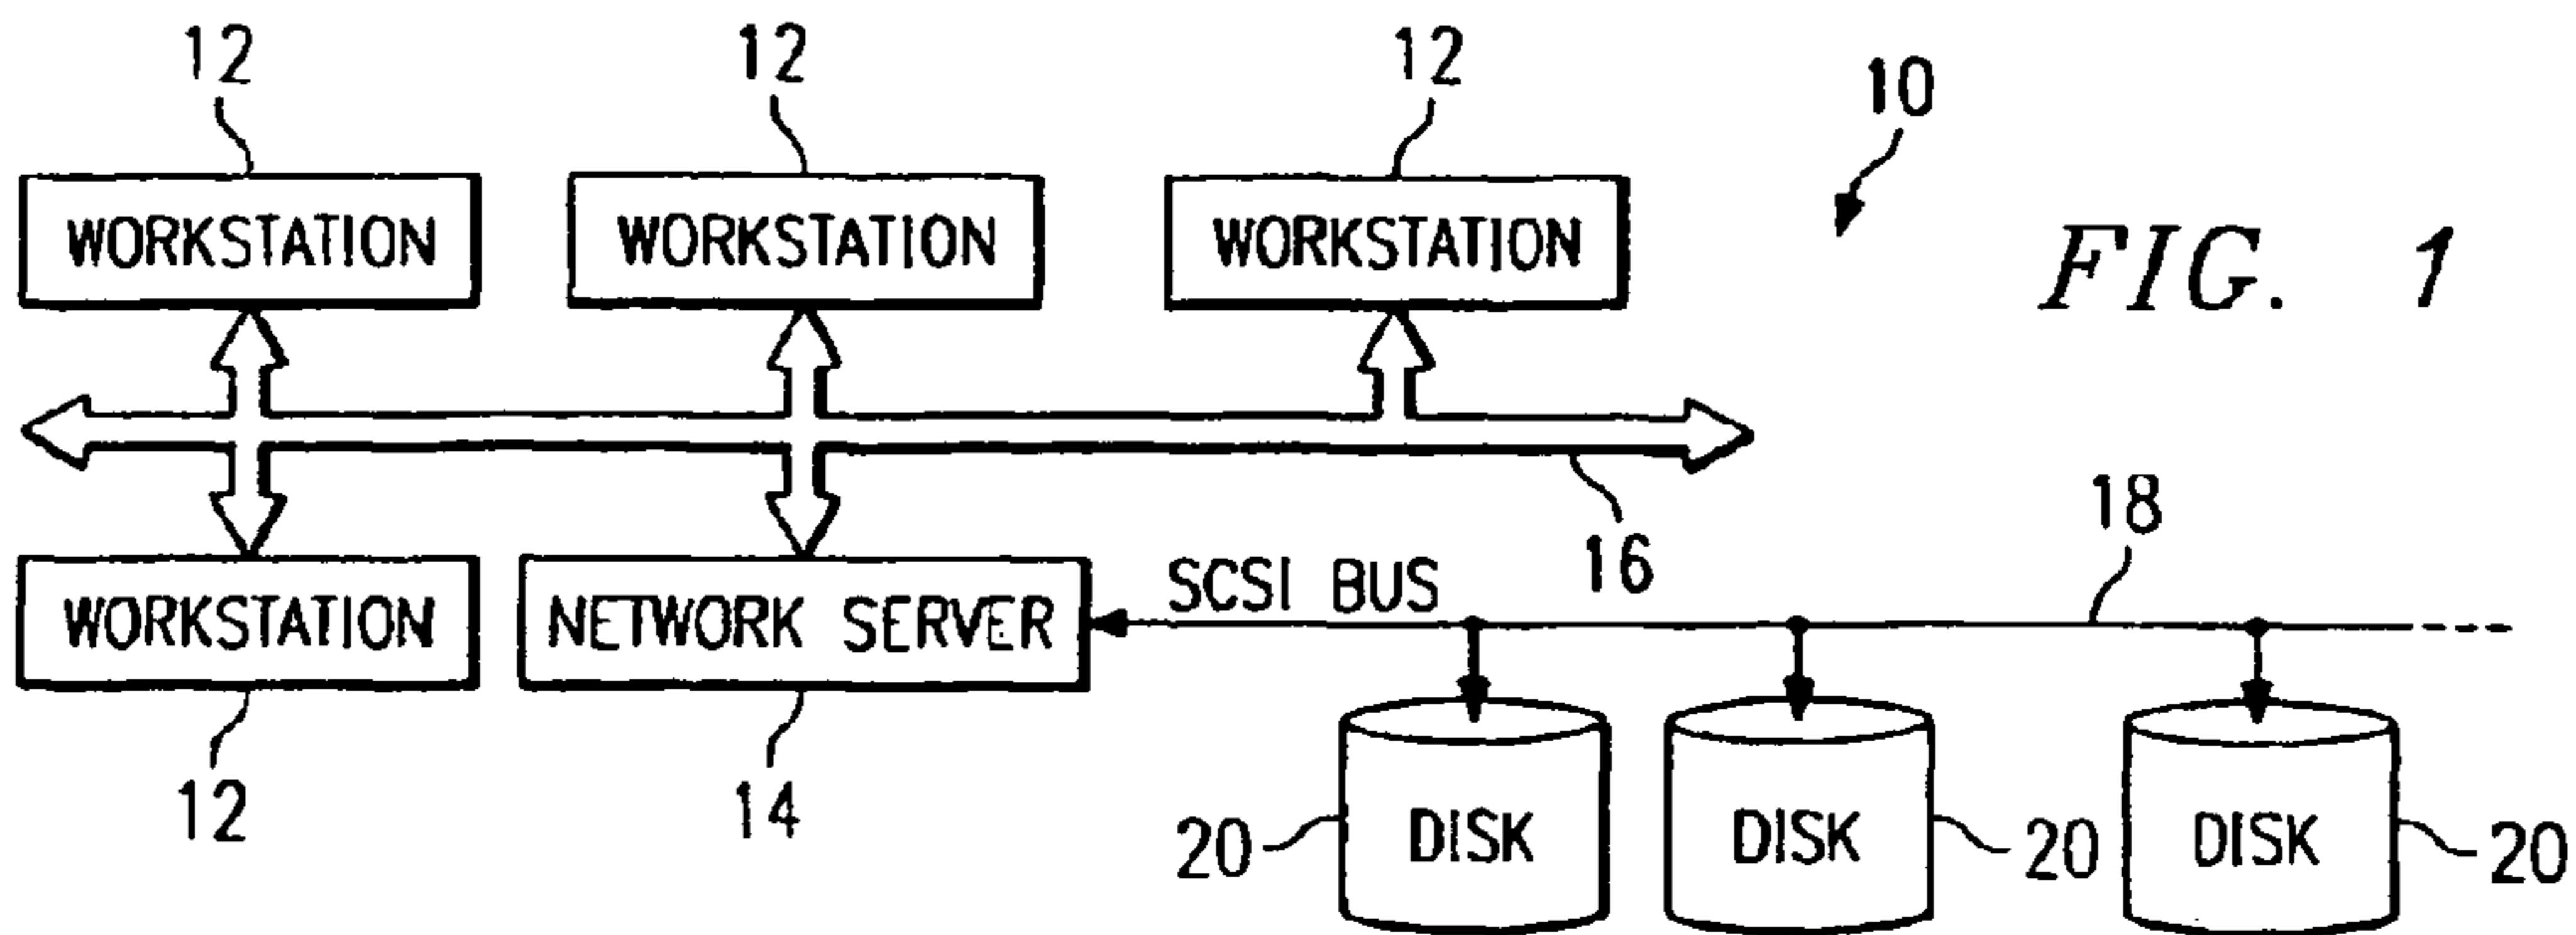 12 12 12 10
WORKSTATION WORKSTATION WORKSTATION FIG. 1
18
16
SCSI BUS
WORKSTATION NETWORK SERVER
12 14 20 DISK DISK 20 DISK 20